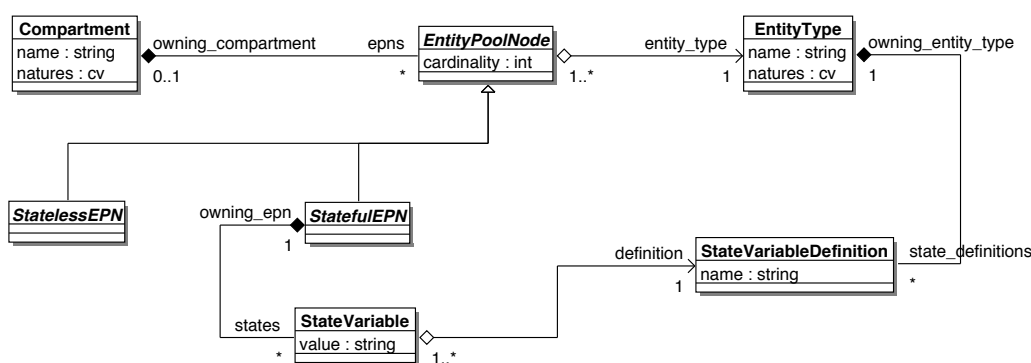 Compartment
name : string
natures : cv
owning_compartment
0..1
epns
*
EntityPoolNode
cardinality : int
1..*
entity_type
1
EntityType
name : string
natures : cv
owning_entity_type
1
StatelessEPN
owning_epn
1
StatefulEPN
definition
1
StateVariableDefinition
name : string
state_definitions
*
states
*
StateVariable
value : string
1..*